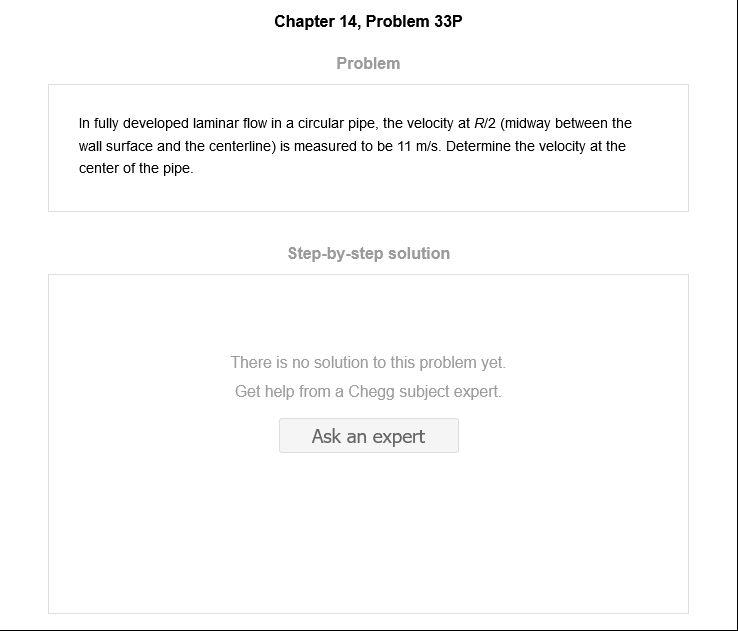 Chapter 14, Problem 33P
Problem
In fully developed laminar flow in a circular pipe, the velocity at R/2 (midway between the
wall surface and the centerline) is measured to be 11 m/s. Determine the velocity at the
center of the pipe.
Step-by-step solution
There is no solution to this problem yet.
Get help from a Chegg subject expert.
Ask an expert